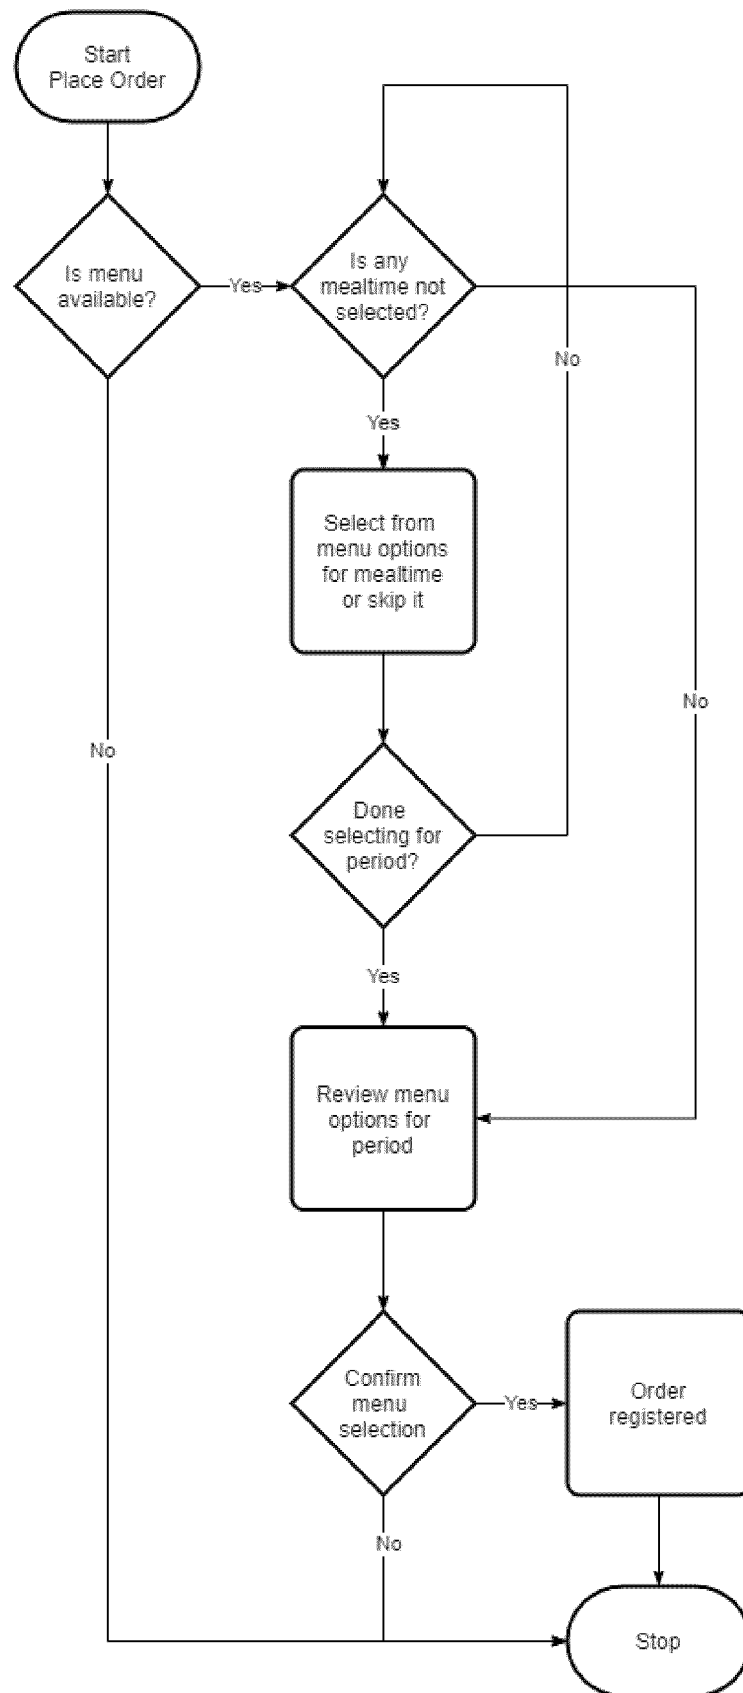 Start
Place Order
Is menu
available?
Yes
Is any
mealtime not
selected?
No
Yes
Select from
menu options
for mealtime
or skip it
No
No
Done
selecting for
period?
Yes
Review menu
options for
period
Confirm
menu
selection
Yes
Order
registered
No
Stop